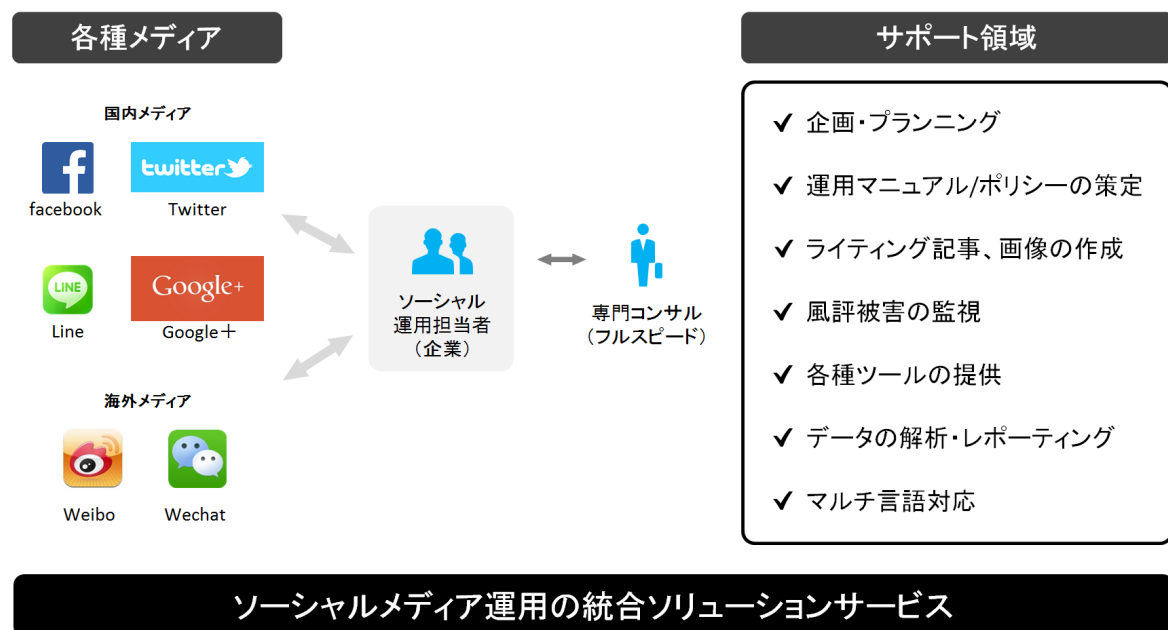 各種メディア
サポート領域
国内メディア
facebook
twitter
facebook
Twitter
LINE
Google+
Line
Google＋
海外メディア
Weibo
Wechat
ソーシャル
運用担当者
（企業）
専門コンサル
（フルスピード）
✓ 企画・プランニング
✓ 運用マニュアル/ポリシーの策定
✓ ライティング記事、画像の作成
✓ 風評被害の監視
✓ 各種ツールの提供
✓ データの解析・レポーティング
✓ マルチ言語対応
ソーシャルメディア運用の統合ソリューションサービス